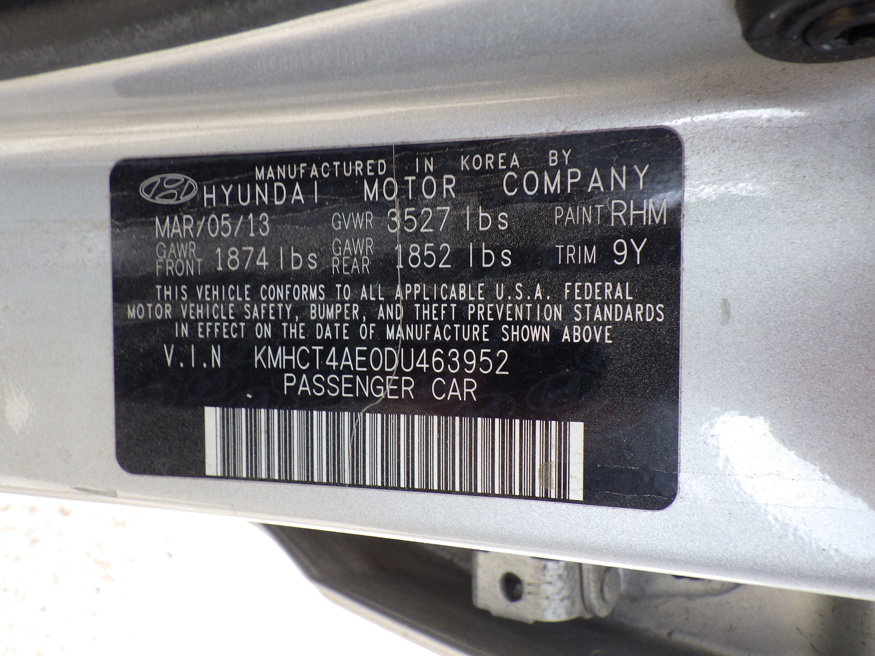 MANUFACTURED IN KOREA BY
HYUNDAI MOTOR COMPANY
MAR/05/13 GVWR 3527 lbs PAINT RHM
GAWR FRONT 1874 lbs GAWR REAR 1852 lbs TRIM 9Y
THIS VEHICLE CONFORMS TO ALL APPLICABLE U.S.A. FEDERAL
MOTOR VEHICLE SAFETY, BUMPER, AND THEFT PREVENTION STANDARDS
IN EFFECT ON THE DATE OF MANUFACTURE SHOWN ABOVE
V.I.N KMHCT4AE0DU463952
PASSENGER CAR